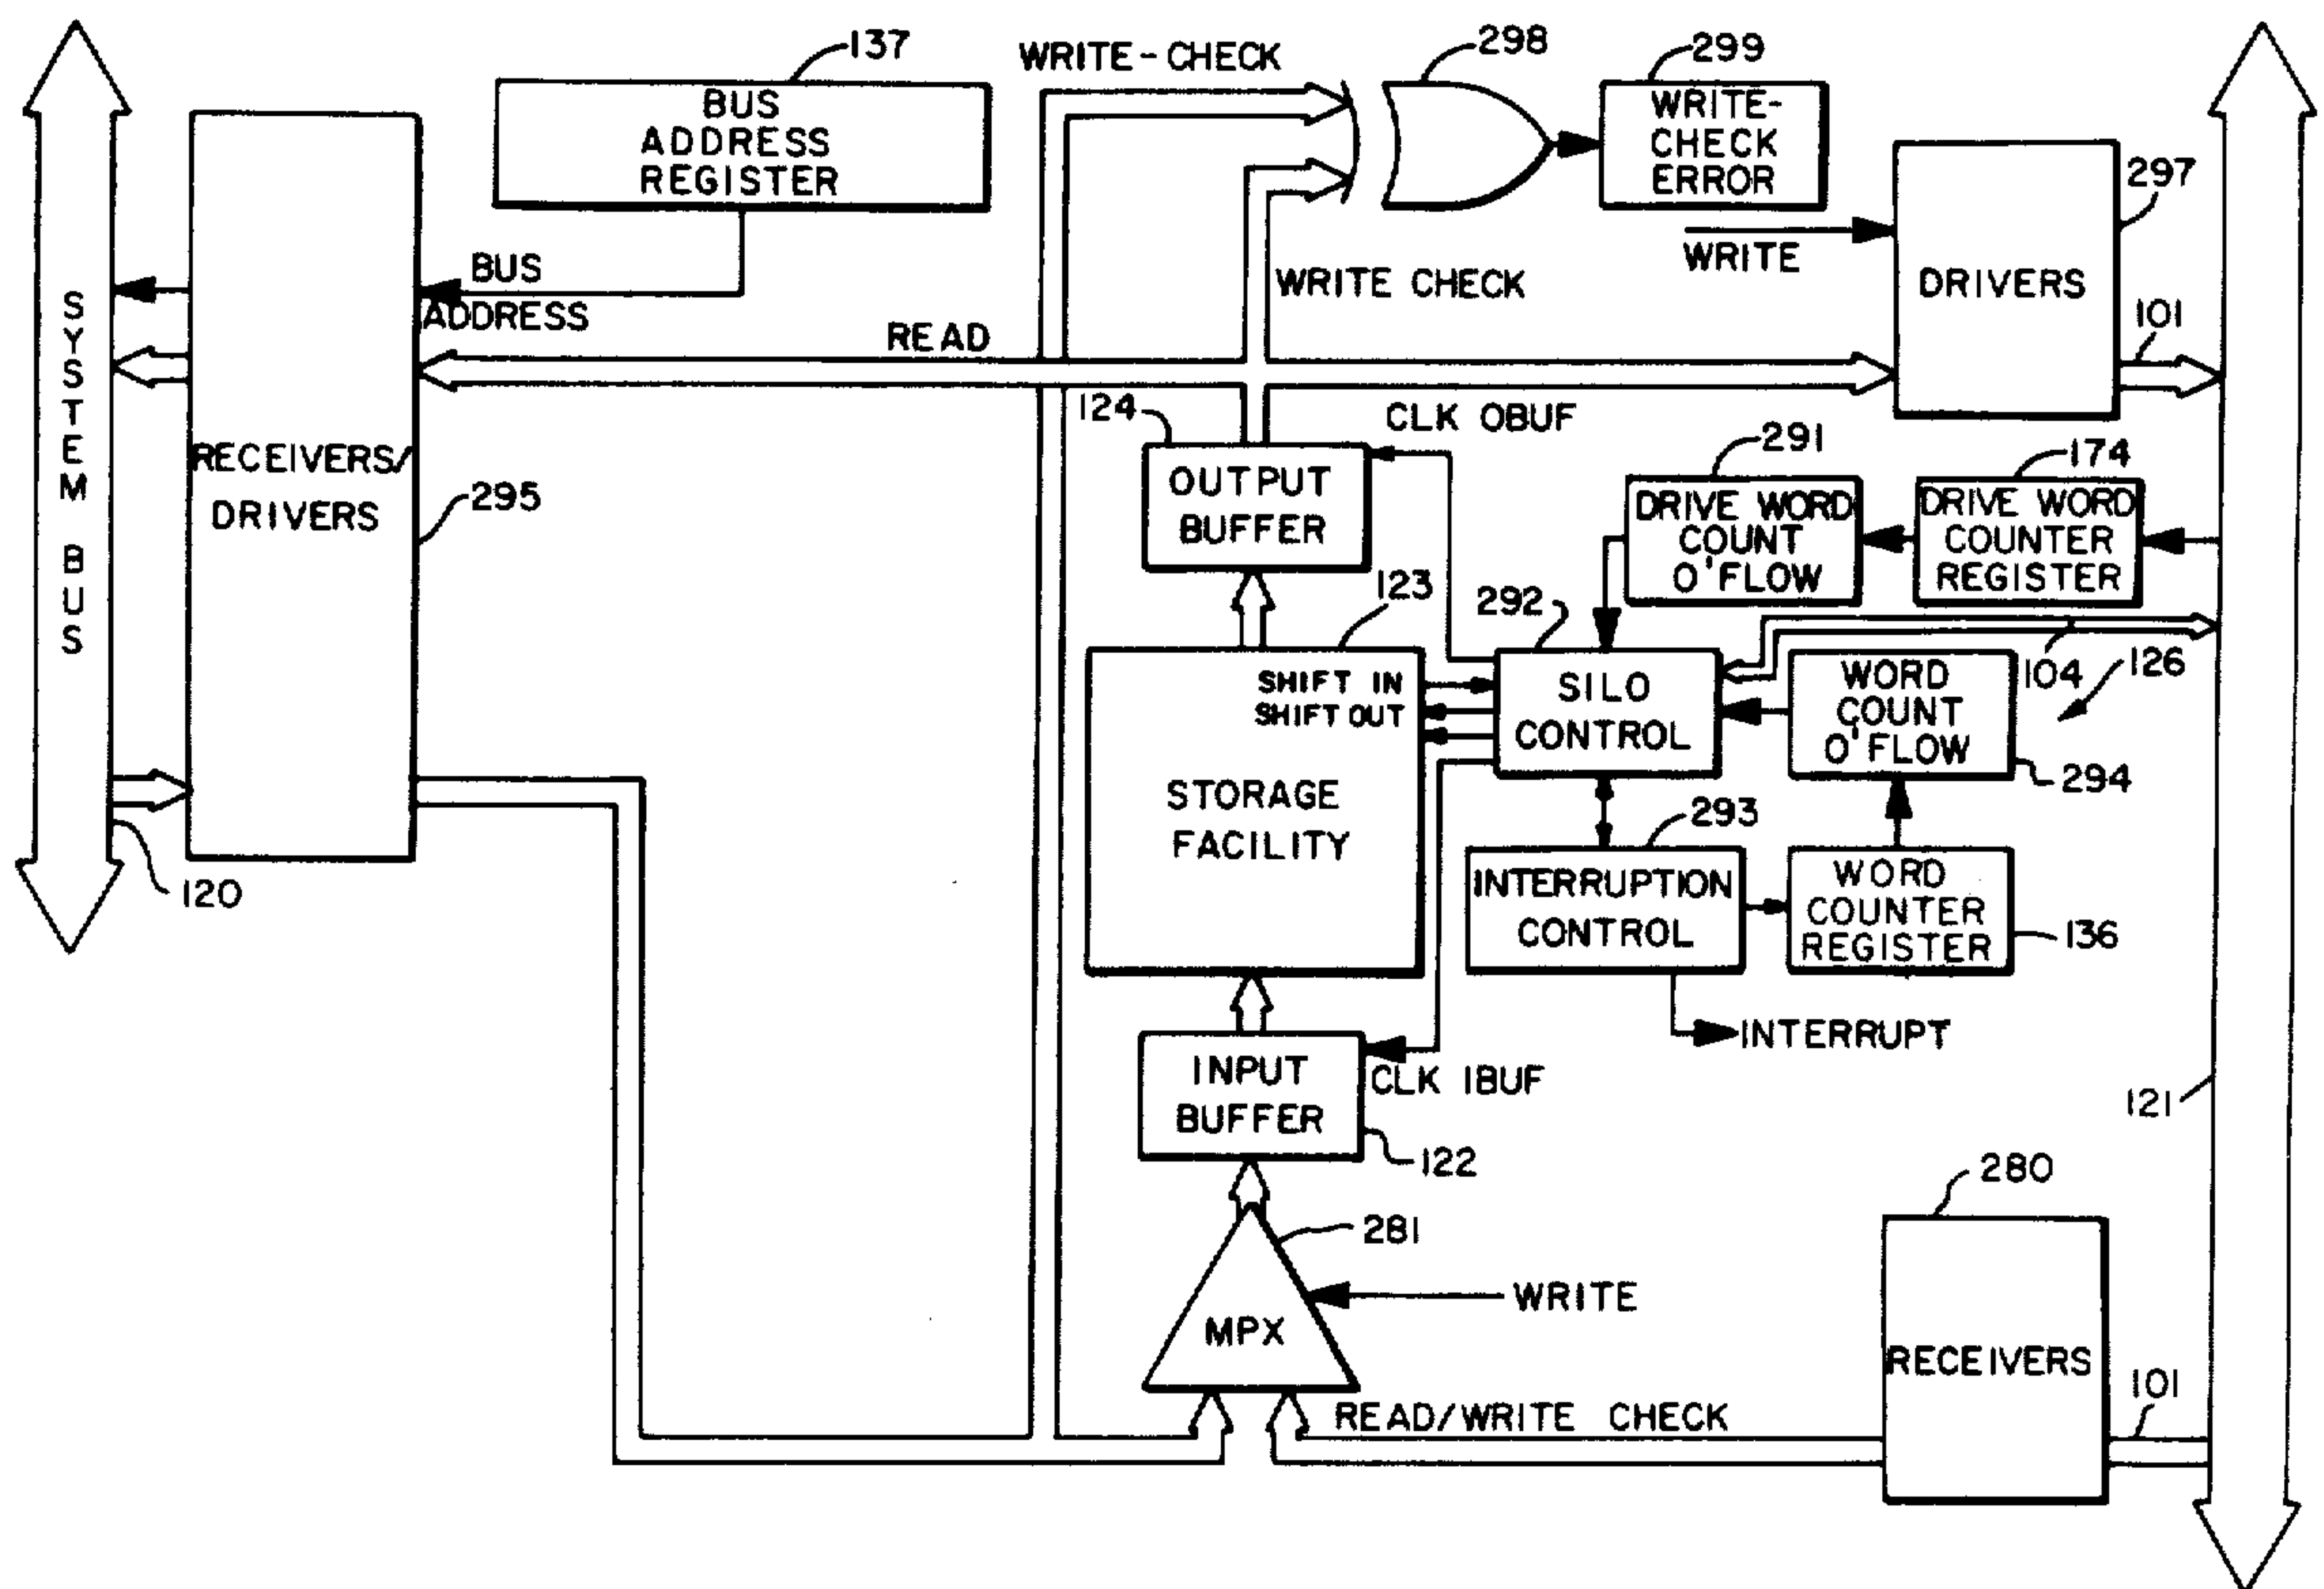 137
WRITE-CHECK
298
299
BUS
ADDRESS
REGISTER
WRITE-
CHECK
ERROR
297
WRITE
DRIVERS
BUS
ADDRESS
WRITE CHECK
101
READ
SYSTEM BUS
124
CLK OBUF
RECEIVERS/
DRIVERS
295
OUTPUT
BUFFER
291
174
DRIVE WORD
COUNT
O'FLOW
DRIVE WORD
COUNTER
REGISTER
123
292
SHIFT IN
SHIFT OUT
SILO
CONTROL
WORD
COUNT
O'FLOW
104
126
STORAGE
FACILITY
294
293
120
INTERRUPTION
CONTROL
WORD
COUNTER
REGISTER
136
INTERRUPT
INPUT
BUFFER
CLK IBUF
121
122
280
281
WRITE
MPX
RECEIVERS
READ/WRITE CHECK
101